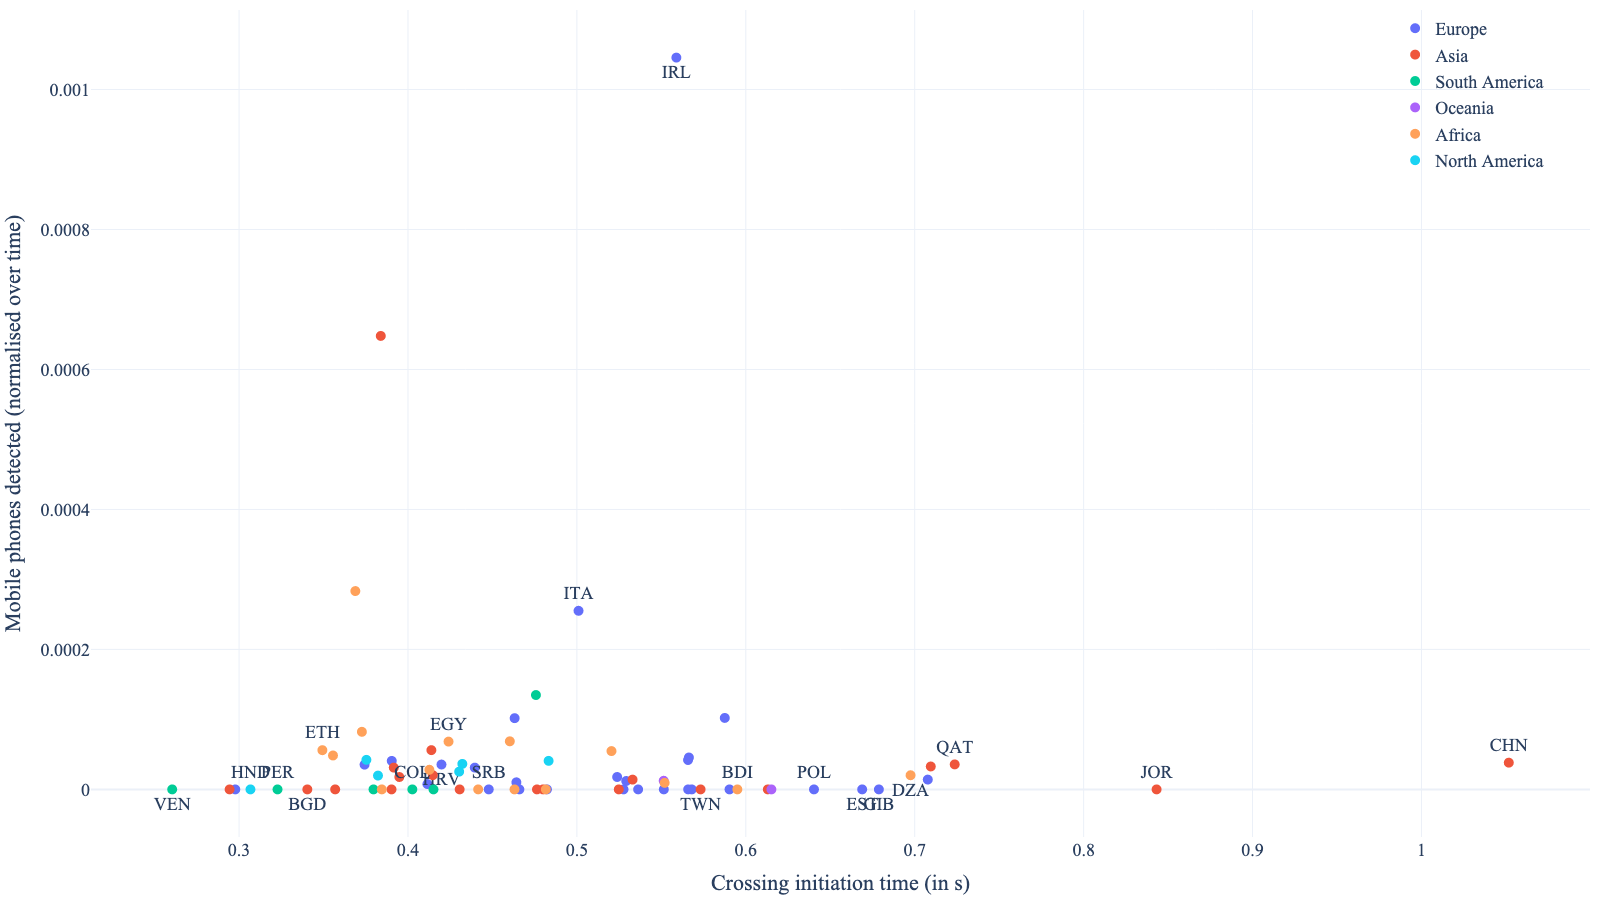 Europe
Asia
South America
Oceania
Africa
North America
Mobile phones detected (normalised over time)
0.001
0.0008
0.0006
0.0004
0.0002
0
IRL
ITA
ETH
EGY
HND
PER
COL
HRV
SRB
BDI
POL
QAT
JOR
CHN
VEN
BGD
TWN
EST
GIB
DZA
0.3
0.4
0.5
0.6
0.7
0.8
0.9
1
Crossing initiation time (in s)